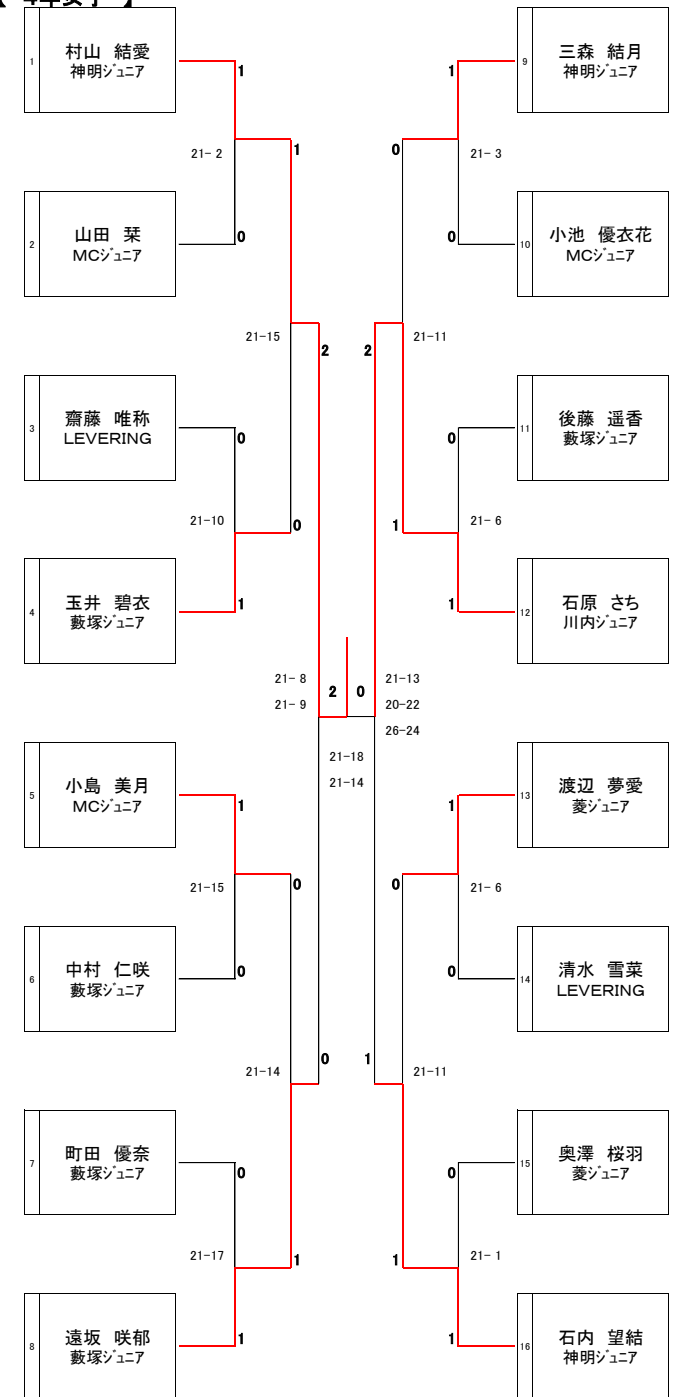 1
村山 結愛
神明ジュニア
1
21- 2
1
2
山田 栞
MCジュニア
0
21-15
2
3
齋藤 唯称
LEVERING
0
21-10
0
4
玉井 碧衣
藪塚ジュニア
1
21- 8
21- 9
2
0
21-13
20-22
26-24
21-18
21-14
5
小島 美月
MCジュニア
1
21-15
0
6
中村 仁咲
藪塚ジュニア
0
21-14
0
7
町田 優奈
藪塚ジュニア
0
21-17
1
8
遠坂 咲郁
藪塚ジュニア
1
9
三森 結月
神明ジュニア
1
21- 3
0
10
小池 優衣花
MCジュニア
0
21-11
2
11
後藤 遥香
藪塚ジュニア
0
21- 6
1
12
石原 さち
川内ジュニア
1
13
渡辺 夢愛
菱ジュニア
1
21- 6
0
14
清水 雪菜
LEVERING
0
21-11
1
15
奥澤 桜羽
菱ジュニア
0
21- 1
1
16
石内 望結
神明ジュニア
1